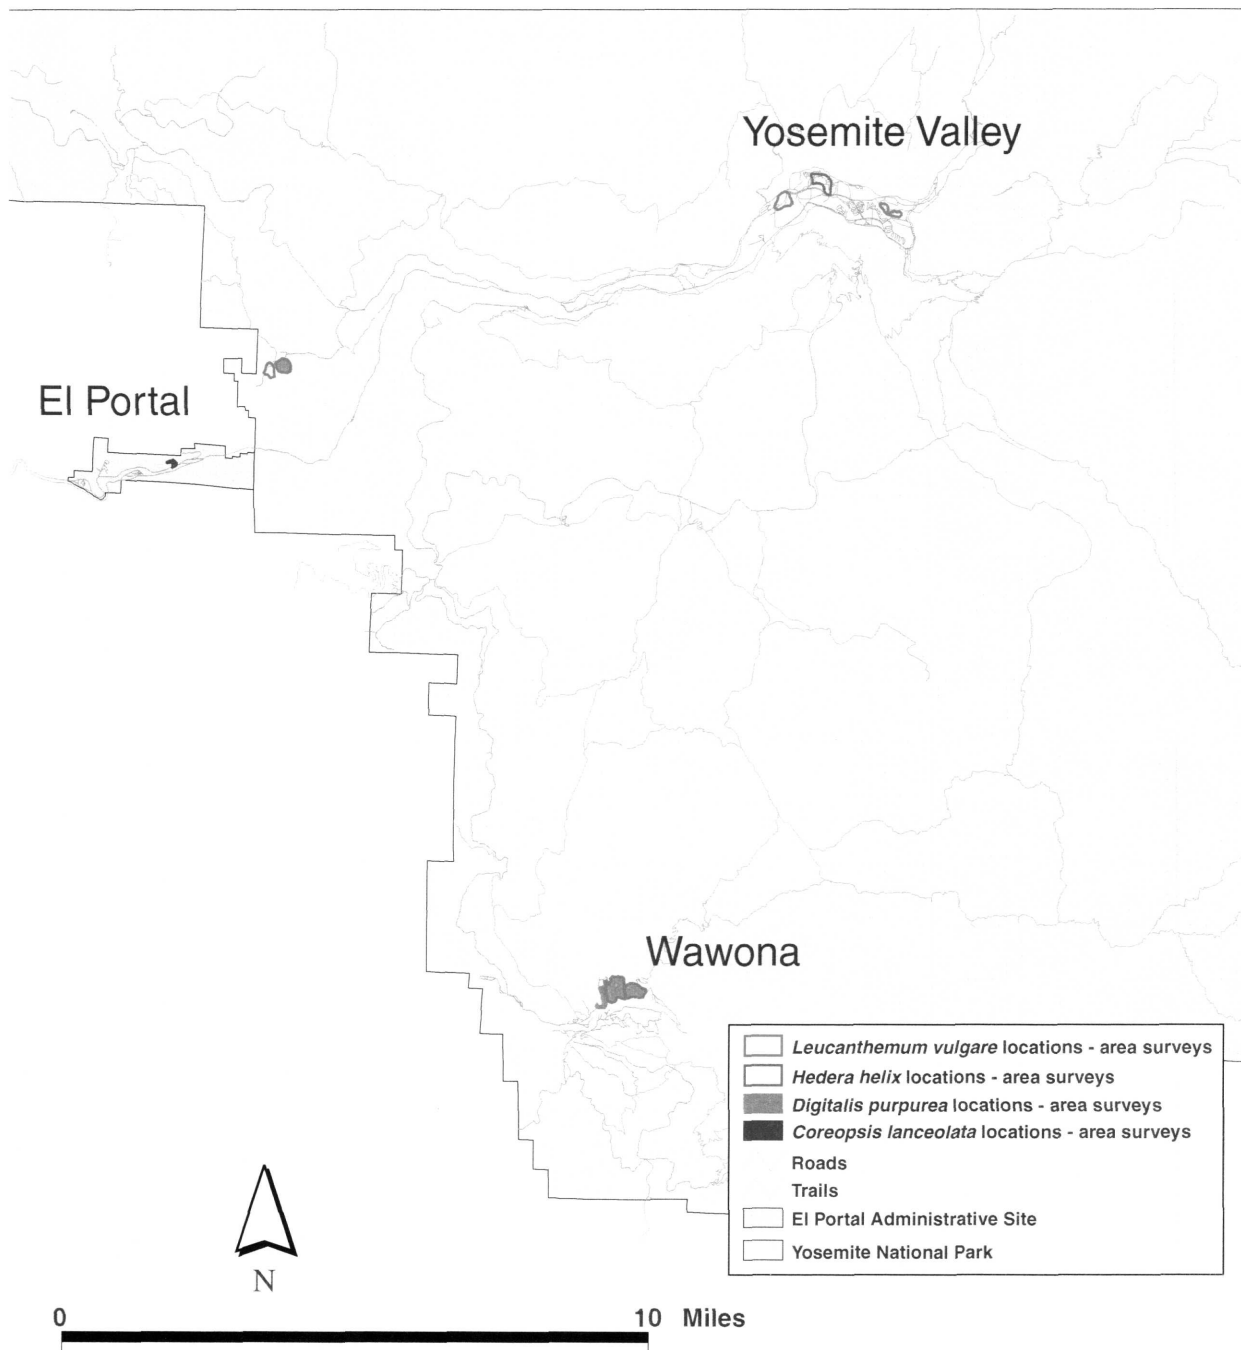 Yosemite Valley
El Portal
Wawona
Leucanthemum vulgare locations - area surveys
Hedera helix locations - area surveys
Digitalis purpurea locations - area surveys
Coreopsis lanceolata locations - area surveys
Roads
Trails
El Portal Administrative Site
Yosemite National Park
N
0 10 Miles